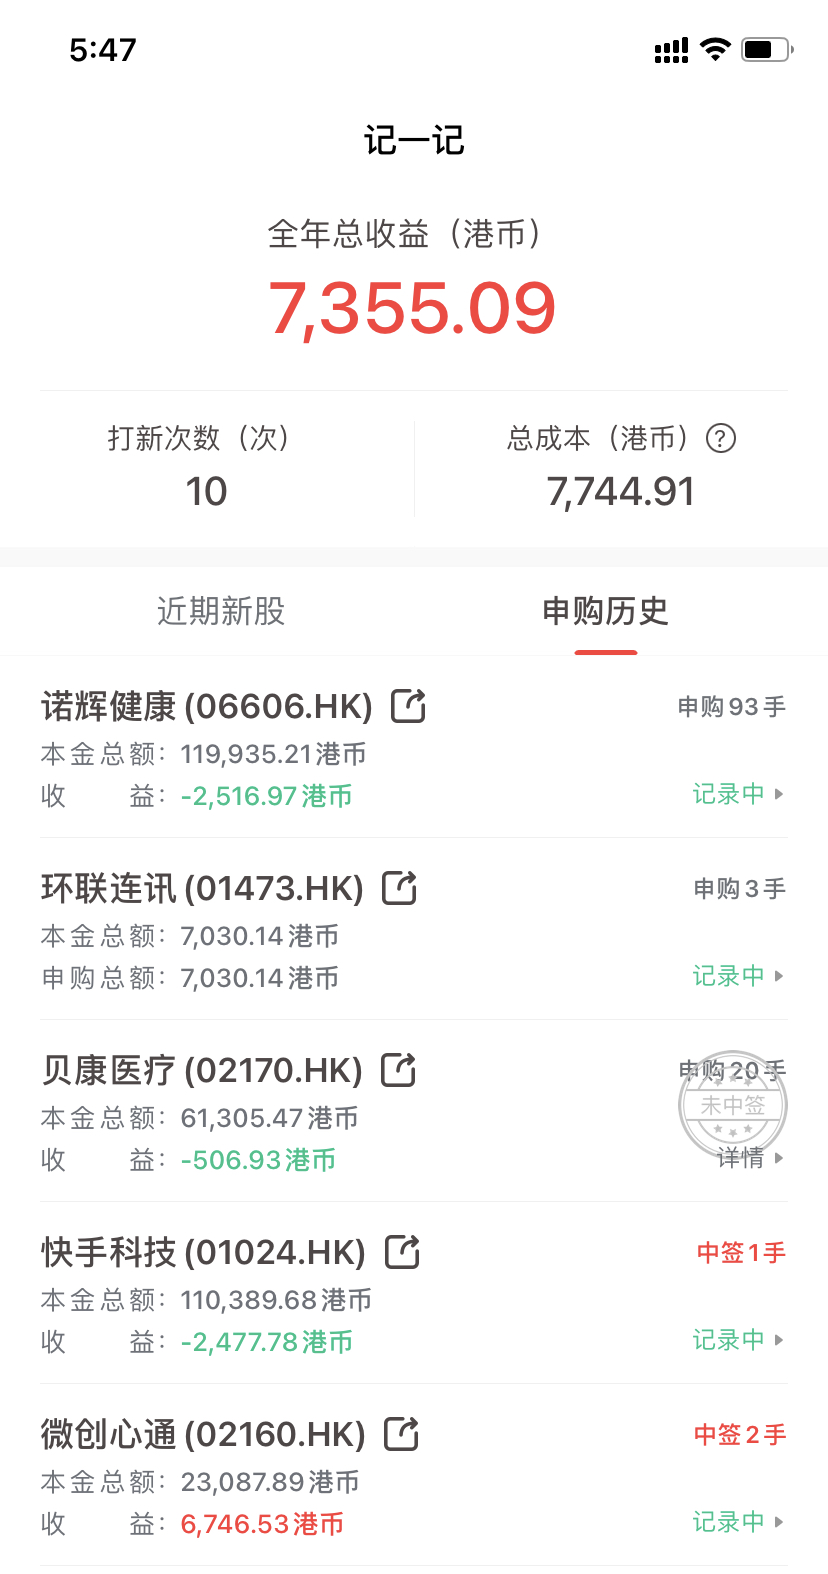 5:47
记一记
全年总收益（港币）
7,355.09
打新次数（次）
10
总成本（港币）?
7,744.91
近期新股
申购历史
诺辉健康(06606.HK)
申购93手
本金总额：119,935.21港币
收益：-2,516.97港币
记录中
环联连讯(01473.HK)
申购3手
本金总额：7,030.14港币
申购总额：7,030.14港币
记录中
贝康医疗(02170.HK)
申购20手
未中签
本金总额：61,305.47港币
收益：-506.93港币
详情
快手科技(01024.HK)
中签1手
本金总额：110,389.68港币
收益：-2,477.78港币
记录中
微创心通(02160.HK)
中签2手
本金总额：23,087.89港币
收益：6,746.53港币
记录中